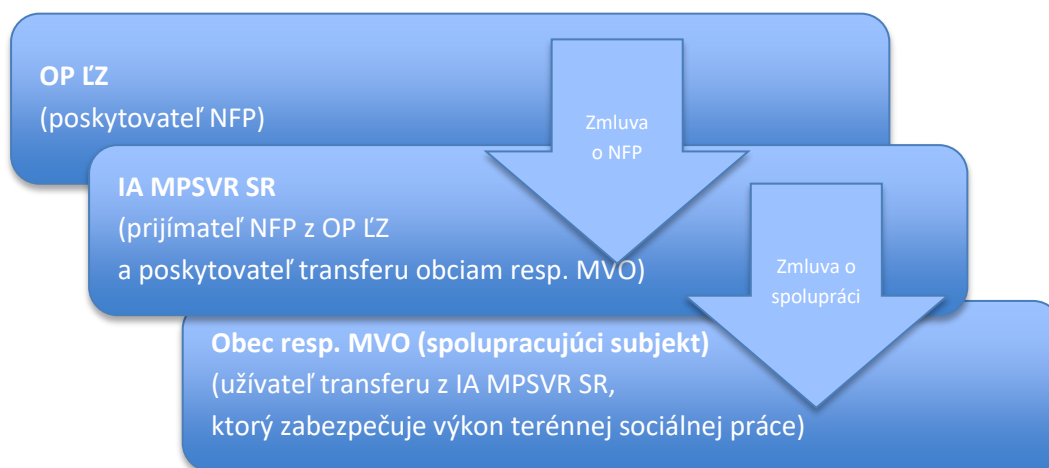 OP ĽZ
(poskytovateľ NFP)
Zmluva
o NFP
IA MPSVR SR
(prijímateľ NFP z OP ĽZ
a poskytovateľ transferu obciam resp. MVO)
Zmluva o
spolupráci
Obec resp. MVO (spolupracujúci subjekt)
(užívateľ transferu z IA MPSVR SR,
ktorý zabezpečuje výkon terénnej sociálnej práce)